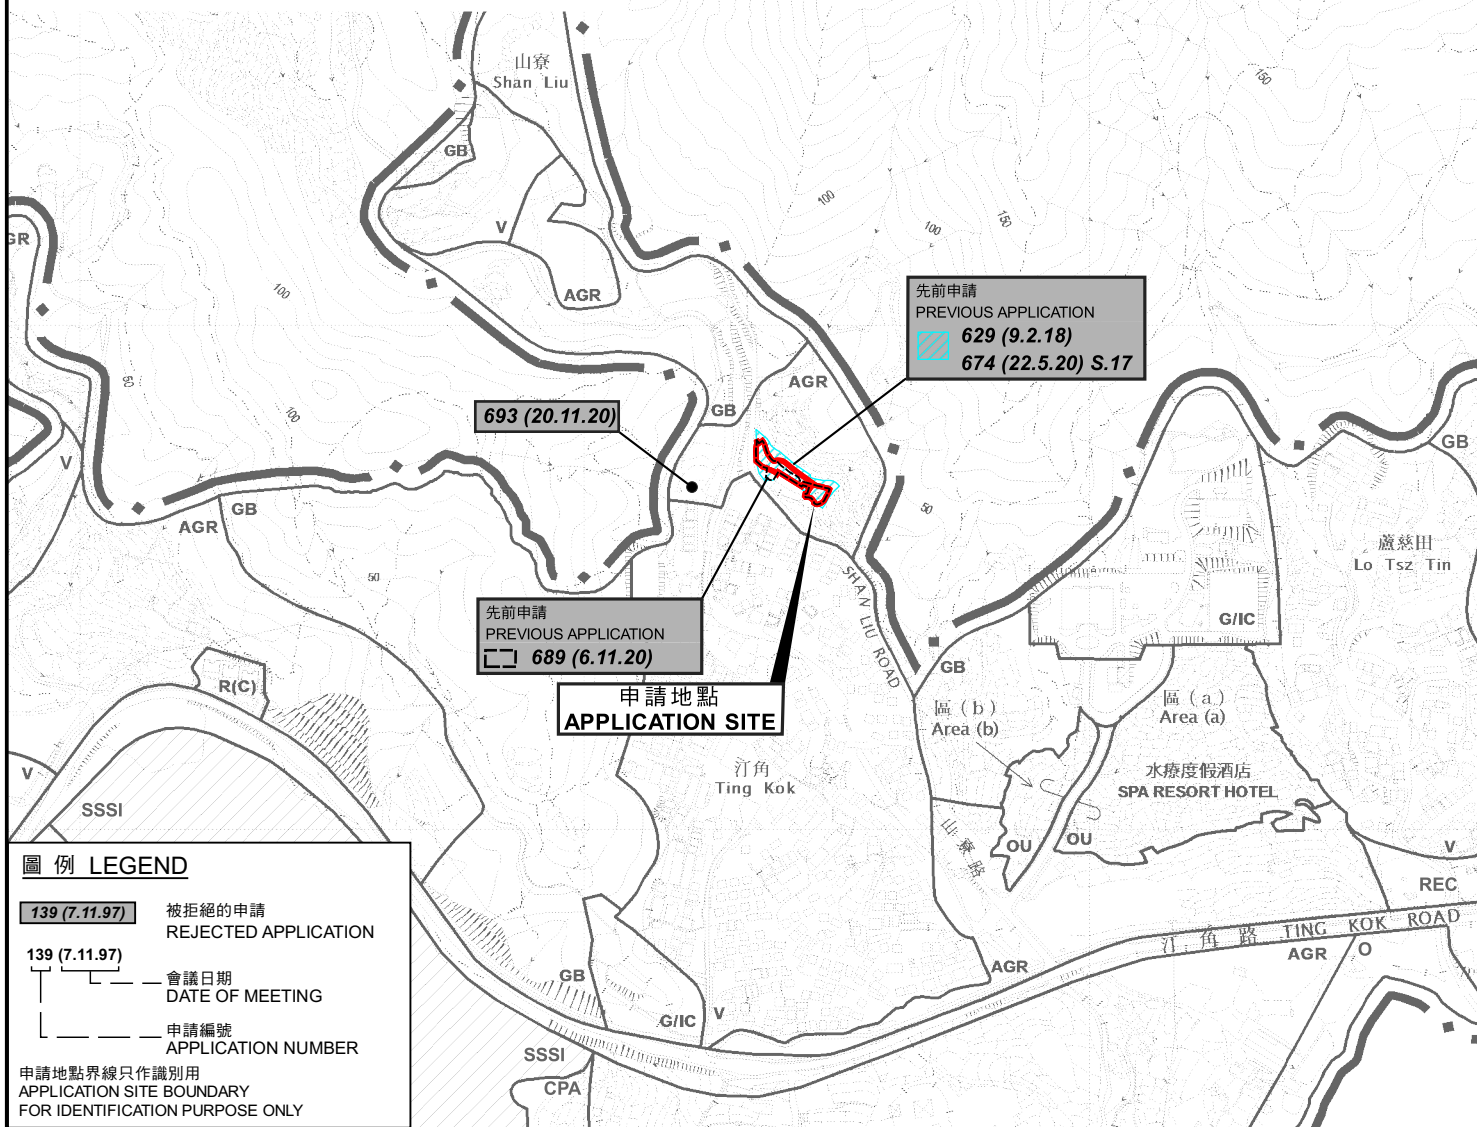 山寮
Shan Liu
150
GB
100
150
100
V
GR
100
AGR
先前申請
PREVIOUS APPLICATION
629 (9.2.18)
674 (22.5.20) S.17
50
AGR
693 (20.11.20)
GB
100
GB
V
GB
AGR
50
蘆慈田
Lo Tsz Tin
50
SHAN LIU ROAD
先前申請
PREVIOUS APPLICATION
689 (6.11.20)
G/IC
GB
R(C)
申請地點
APPLICATION SITE
區（b）
Area (b)
區（a）
Area (a)
汀角
Ting Kok
水療度假酒店
SPA RESORT HOTEL
V
SSSI
山寮路
OU
OU
V
REC
汀角路 TING KOK ROAD
AGR
O
AGR
GB
G/IC
V
SSSI
CPA
圖例 LEGEND
139 (7.11.97)
被拒絕的申請
REJECTED APPLICATION
139 (7.11.97)
會議日期
DATE OF MEETING
申請編號
APPLICATION NUMBER
申請地點界線只作識別用
APPLICATION SITE BOUNDARY
FOR IDENTIFICATION PURPOSE ONLY